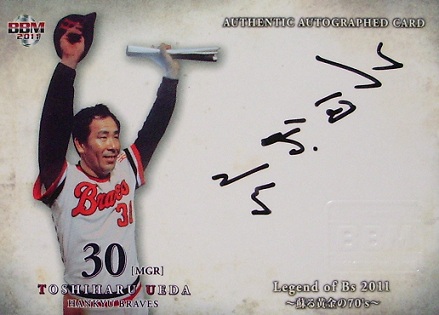 BBM
2011
AUTHENTIC AUTOGRAPHED CARD
Braves
30
30 [MGR]
TOSHIHARU UEDA
HANKYU BRAVES
BBM
Legend of Bs 2011
～蘇る黄金の70's～